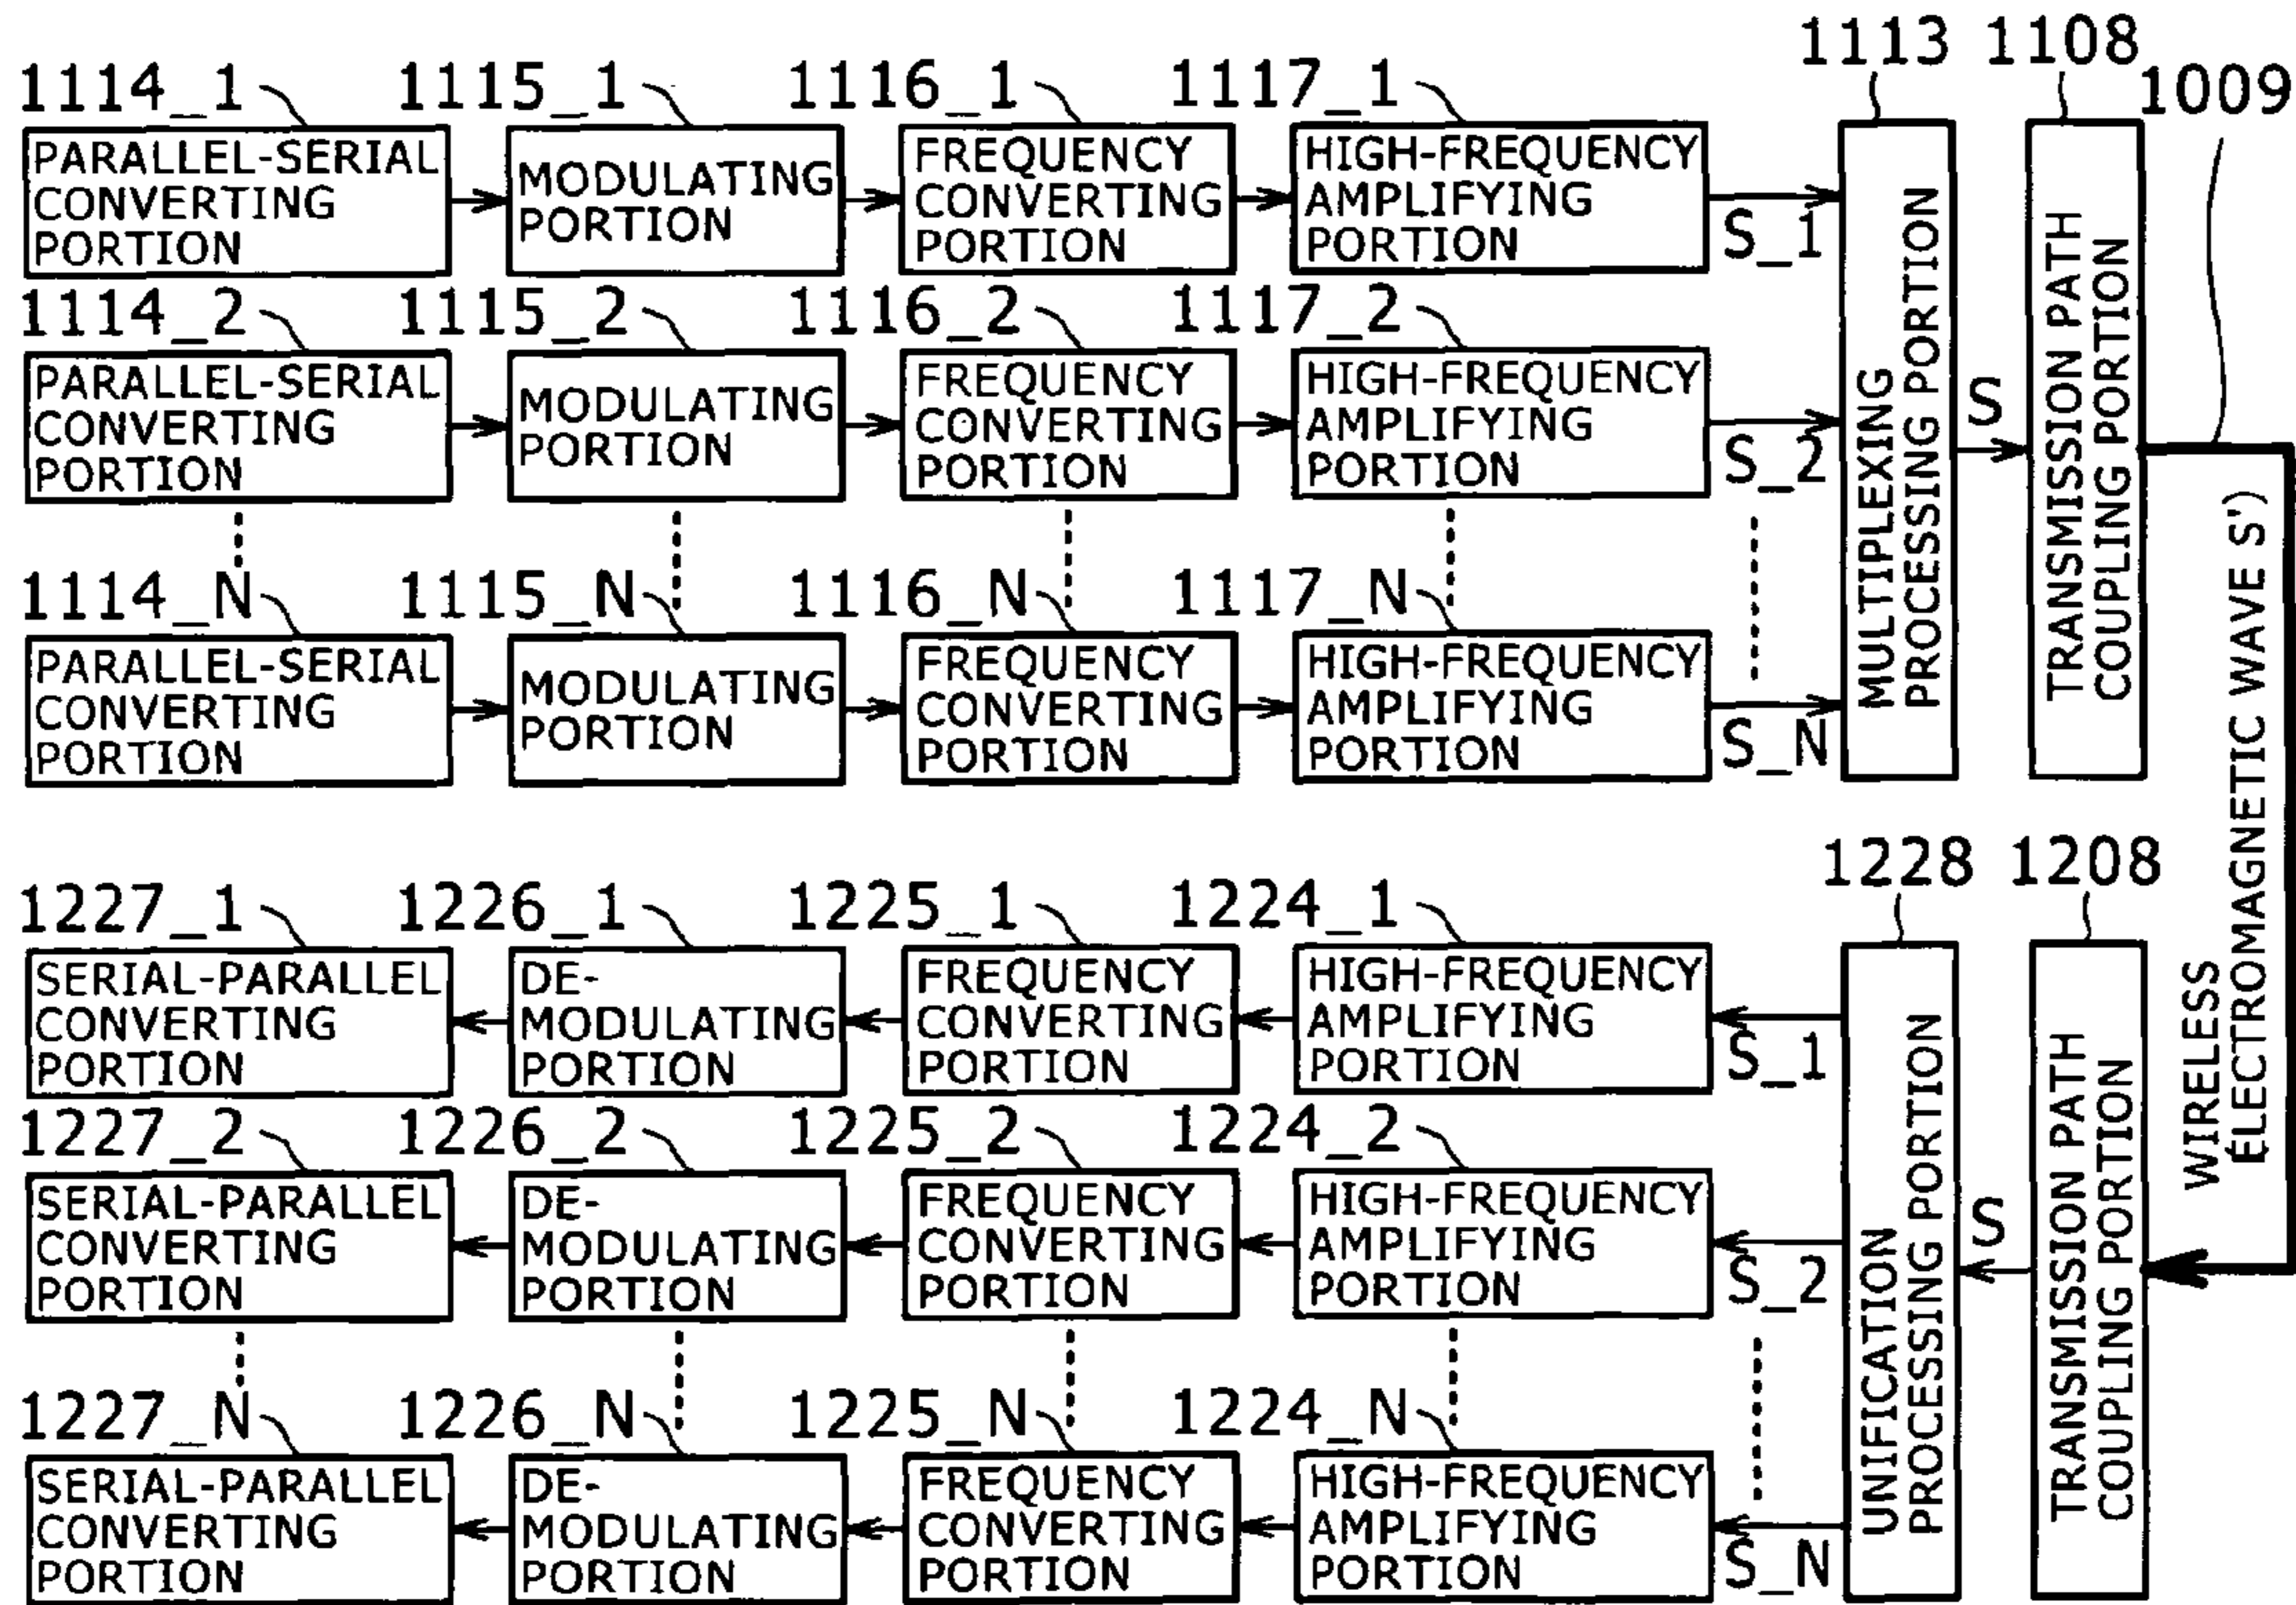 1113 1108
1009
1114_1 1115_1 1116_1 1117_1
PARALLEL-SERIAL
CONVERTING
PORTION
MODULATING
PORTION
FREQUENCY
CONVERTING
PORTION
HIGH-FREQUENCY
AMPLIFYING
PORTION
S_1
1114_2 1115_2 1116_2 1117_2
PARALLEL-SERIAL
CONVERTING
PORTION
MODULATING
PORTION
FREQUENCY
CONVERTING
PORTION
HIGH-FREQUENCY
AMPLIFYING
PORTION
S_2
1114_N 1115_N 1116_N 1117_N
PARALLEL-SERIAL
CONVERTING
PORTION
MODULATING
PORTION
FREQUENCY
CONVERTING
PORTION
HIGH-FREQUENCY
AMPLIFYING
PORTION
S_N
MULTIPLEXING
PROCESSING PORTION
S
TRANSMISSION PATH
COUPLING PORTION
WIRELESS
(ELECTROMAGNETIC WAVE S')
1228 1208
1227_1 1226_1 1225_1 1224_1
SERIAL-PARALLEL
CONVERTING
PORTION
DE-
MODULATING
PORTION
FREQUENCY
CONVERTING
PORTION
HIGH-FREQUENCY
AMPLIFYING
PORTION
S_1
1227_2 1226_2 1225_2 1224_2
SERIAL-PARALLEL
CONVERTING
PORTION
DE-
MODULATING
PORTION
FREQUENCY
CONVERTING
PORTION
HIGH-FREQUENCY
AMPLIFYING
PORTION
S_2
1227_N 1226_N 1225_N 1224_N
SERIAL-PARALLEL
CONVERTING
PORTION
DE-
MODULATING
PORTION
FREQUENCY
CONVERTING
PORTION
HIGH-FREQUENCY
AMPLIFYING
PORTION
S_N
UNIFICATION
PROCESSING PORTION
S
TRANSMISSION PATH
COUPLING PORTION